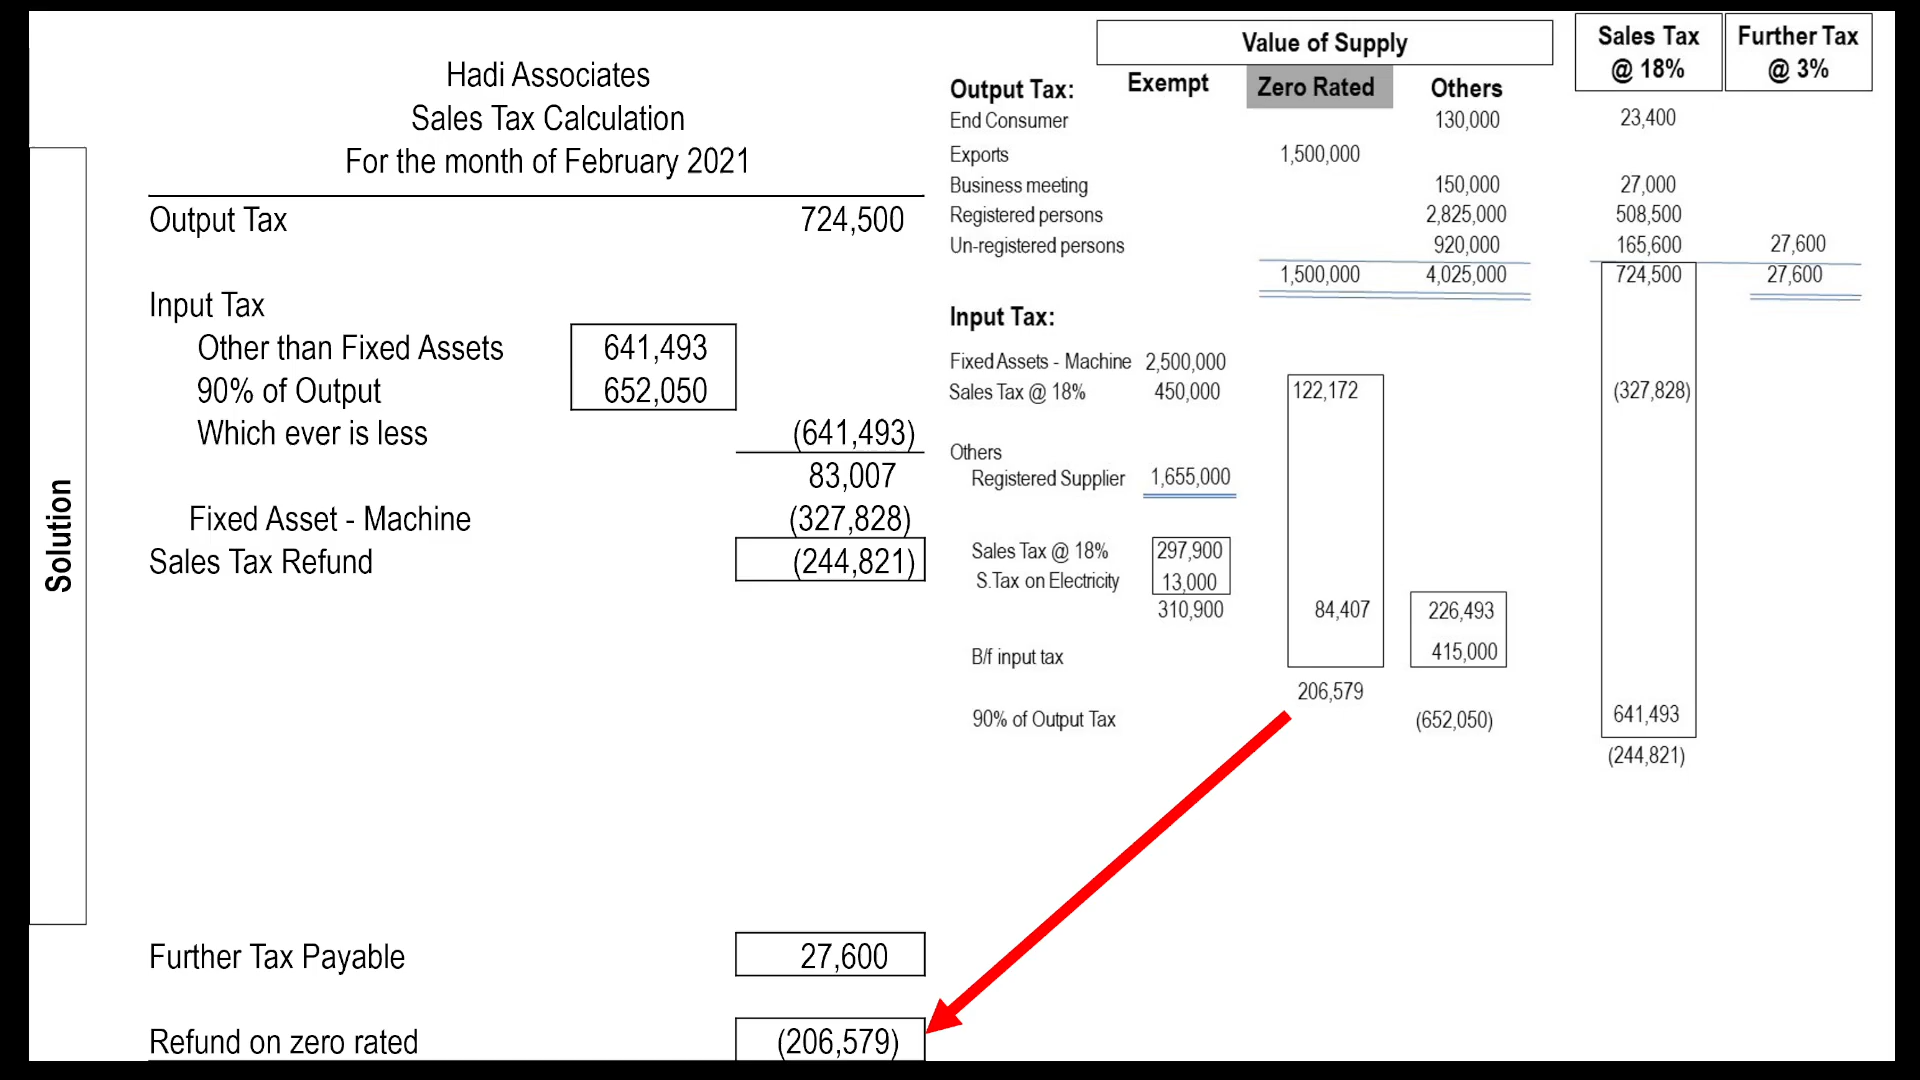 Solution
Hadi Associates
Sales Tax Calculation
For the month of February 2021
Output Tax 724,500
Input Tax
Other than Fixed Assets 641,493
90% of Output 652,050
Which ever is less (641,493)
83,007
Fixed Asset - Machine (327,828)
Sales Tax Refund (244,821)
Further Tax Payable 27,600
Refund on zero rated (206,579)
Value of Supply Sales Tax @ 18% Further Tax @ 3%
Output Tax: Exempt Zero Rated Others
End Consumer 130,000 23,400
Exports 1,500,000
Business meeting 150,000 27,000
Registered persons 2,825,000 508,500
Un-registered persons 920,000 165,600 27,600
1,500,000 4,025,000 724,500 27,600
Input Tax:
Fixed Assets - Machine 2,500,000
Sales Tax @ 18% 450,000 122,172 (327,828)
Others
Registered Supplier 1,655,000
Sales Tax @ 18% 297,900
S.Tax on Electricity 13,000
310,900 84,407 226,493
B/f input tax 415,000
206,579
90% of Output Tax (652,050) 641,493
(244,821)